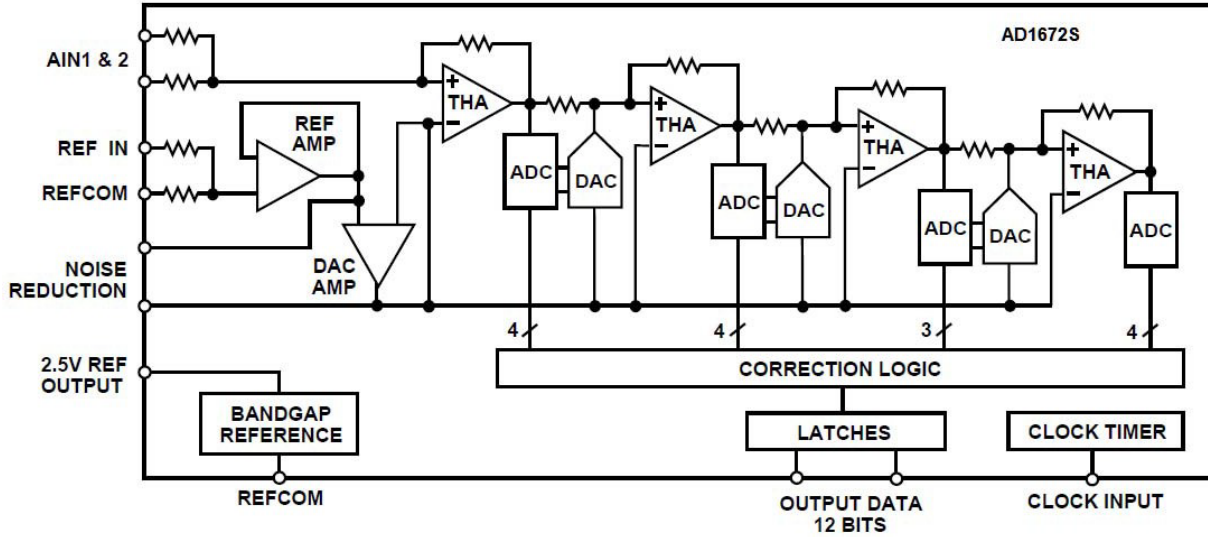 AD1672S
AIN1 & 2
THA
THA
THA
THA
REF
AMP
REF IN
REFCOM
ADC
DAC
ADC
DAC
ADC
DAC
ADC
NOISE
REDUCTION
DAC
AMP
4
4
3
4
2.5V REF
OUTPUT
CORRECTION LOGIC
BANDGAP
REFERENCE
LATCHES
CLOCK TIMER
REFCOM
OUTPUT DATA
12 BITS
CLOCK INPUT